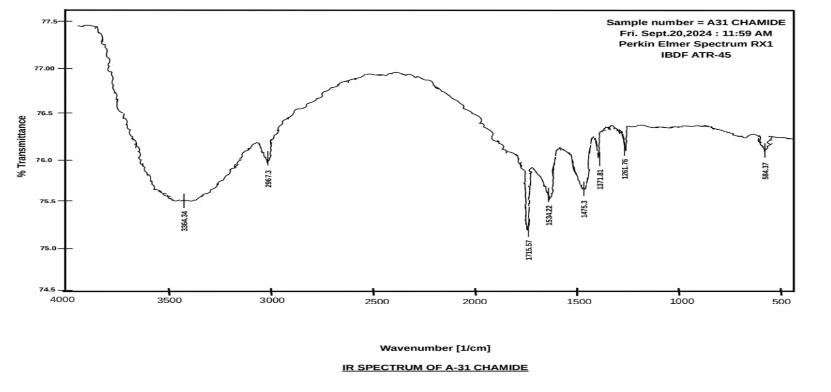 Sample number = A31 CHAMIDE
Fri. Sept.20,2024 : 11:59 AM
Perkin Elmer Spectrum RX1
IBDF ATR-45
77.5
77.00
76.5
76.0
75.5
75.0
74.5
% Transmittance
3364.34
2967.3
1715.57
1534.22
1475.3
1371.81
1261.76
584.37
4000 3500 3000 2500 2000 1500 1000 500
Wavenumber [1/cm]
IR SPECTRUM OF A-31 CHAMIDE